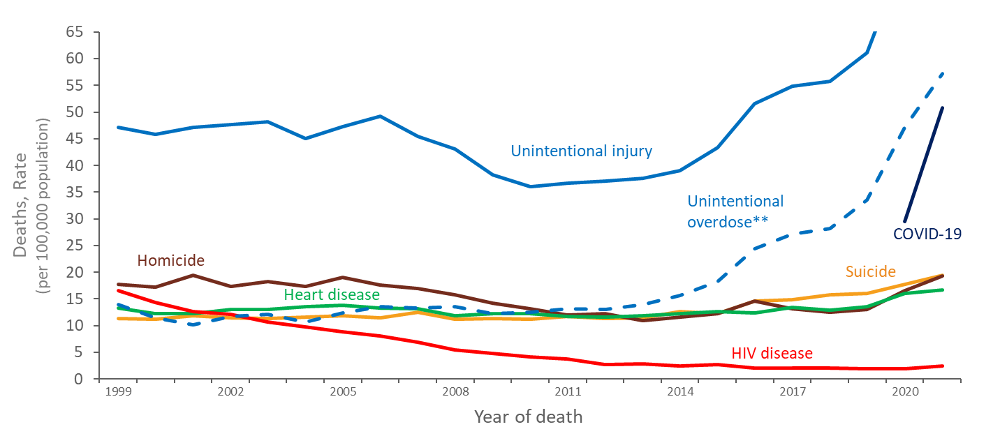 65
60
55
50
45
40
35
30
25
20
15
10
5
0
Deaths, Rate
(per 100,000 population)
Unintentional injury
Unintentional
overdose**
COVID-19
Homicide
Suicide
Heart disease
HIV disease
1999
2002
2005
2008
2011
2014
2017
2020
Year of death